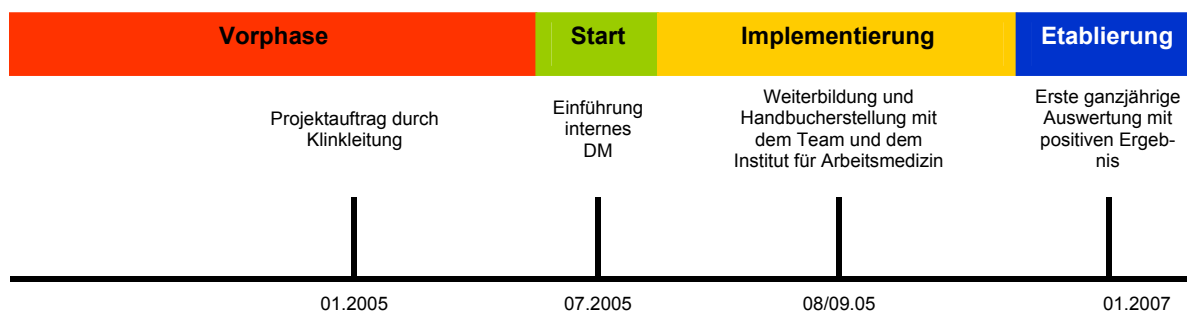 Vorphase
Start
Implementierung
Etablierung
Projektauftrag durch
Klinkleitung
Einführung
internes
DM
Weiterbildung und
Handbucherstellung mit
dem Team und dem
Institut für Arbeitsmedizin
Erste ganzjährige
Auswertung mit
positiven Ergeb-
nis
01.2005
07.2005
08/09.05
01.2007